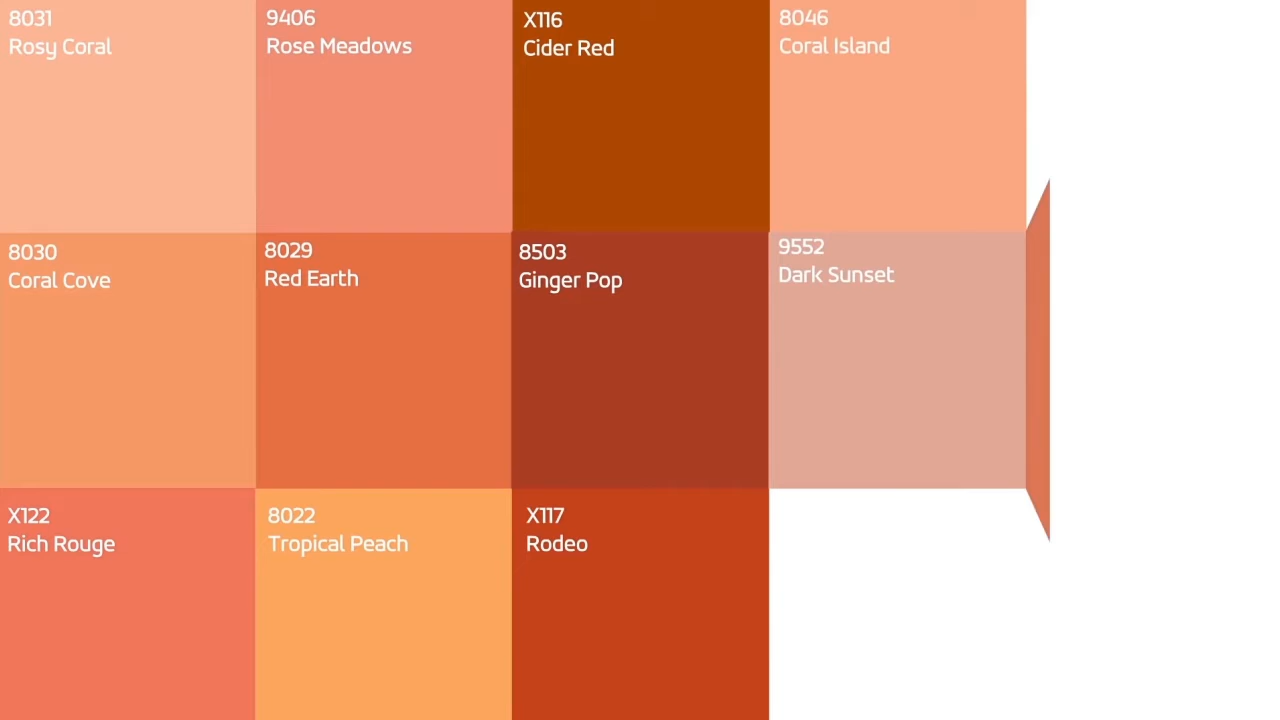 8031
Rosy Coral
9406
Rose Meadows
X116
Cider Red
8046
Coral Island
8030
Coral Cove
8029
Red Earth
8503
Ginger Pop
9552
Dark Sunset
X122
Rich Rouge
8022
Tropical Peach
X117
Rodeo